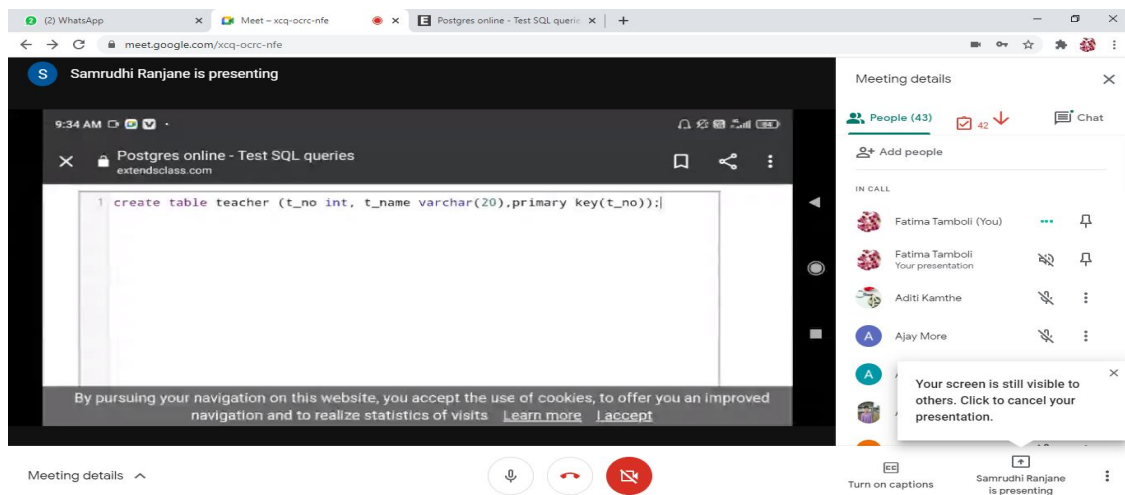 (2) WhatsApp
Meet – xcq-ocrc-nfe
Postgres online - Test SQL querie
meet.google.com/xcq-ocrc-nfe
S Samrudhi Ranjane is presenting
9:34 AM
Postgres online - Test SQL queries
extendsclass.com
1 create table teacher (t_no int, t_name varchar(20),primary key(t_no));
By pursuing your navigation on this website, you accept the use of cookies, to offer you an improved
navigation and to realize statistics of visits Learn more I accept
Meeting details
People (43)
42
Chat
Add people
IN CALL
Fatima Tamboli (You)
Fatima Tamboli
Your presentation
Aditi Kamthe
A Ajay More
A
Your screen is still visible to
others. Click to cancel your
presentation.
Meeting details
CC
Turn on captions
Samrudhi Ranjane
is presenting